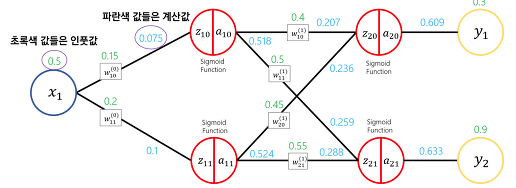 초록색 값들은 인풋값
파란색 값들은 계산값
0.5
x₁
0.15
w₁₀⁽⁰⁾
0.075
0.2
w₁₁⁽⁰⁾
0.1
z₁₀ a₁₀
Sigmoid
Function
Sigmoid
Function
z₁₁ a₁₁
0.518
0.4
w₁₀⁽¹⁾
0.207
0.5
w₁₁⁽¹⁾
0.236
0.45
w₂₀⁽¹⁾
0.259
0.524
0.55
w₂₁⁽¹⁾
0.288
z₂₀ a₂₀
Sigmoid
Function
Sigmoid
Function
z₂₁ a₂₁
0.609
0.3
y₁
0.633
0.9
y₂